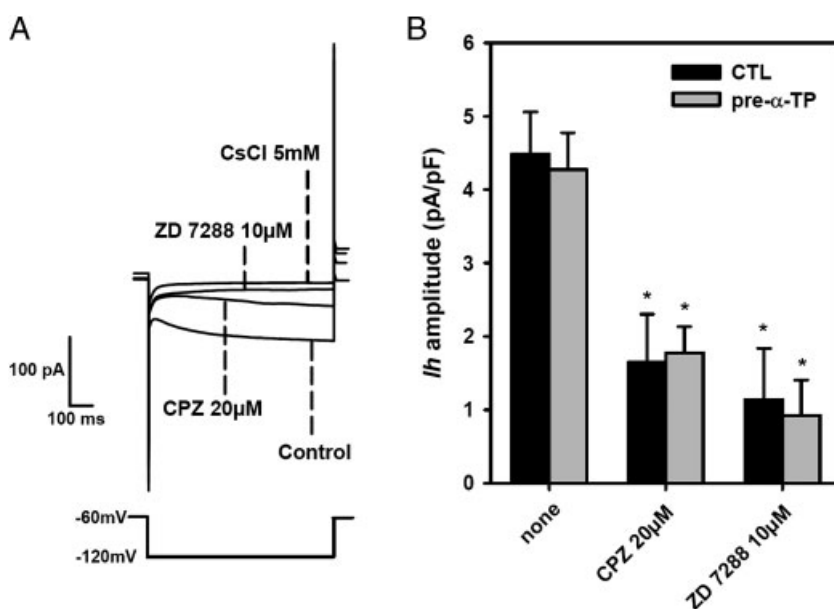 A
CsCl 5mM
ZD 7288 10µM
100 pA
100 ms
CPZ 20µM
Control
-60mV
-120mV
B
6
5
4
3
2
1
0
Ih amplitude (pA/pF)
CTL
pre-α-TP
* *
* *
none
CPZ 20µM
ZD 7288 10µM